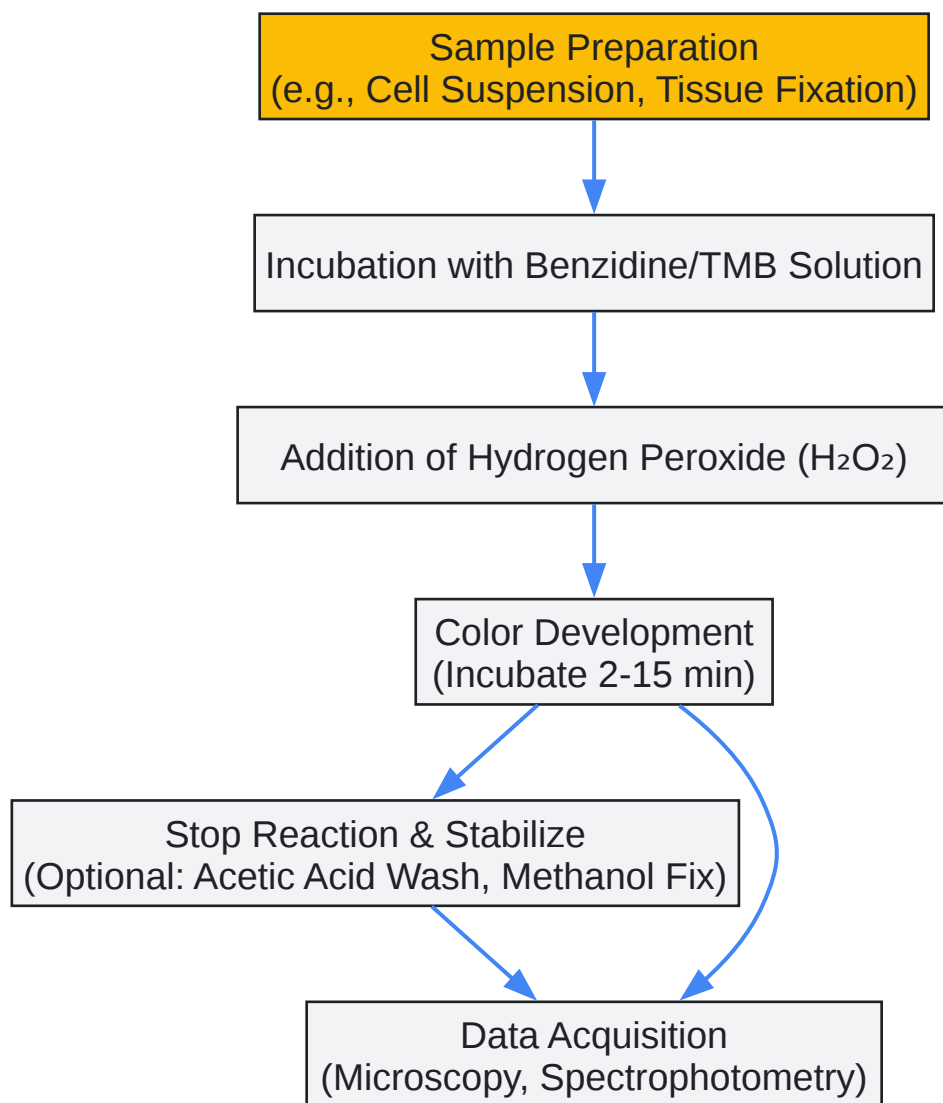 Sample Preparation
(e.g., Cell Suspension, Tissue Fixation)
Incubation with Benzidine/TMB Solution
Addition of Hydrogen Peroxide (H₂O₂)
Color Development
(Incubate 2-15 min)
Stop Reaction & Stabilize
(Optional: Acetic Acid Wash, Methanol Fix)
Data Acquisition
(Microscopy, Spectrophotometry)